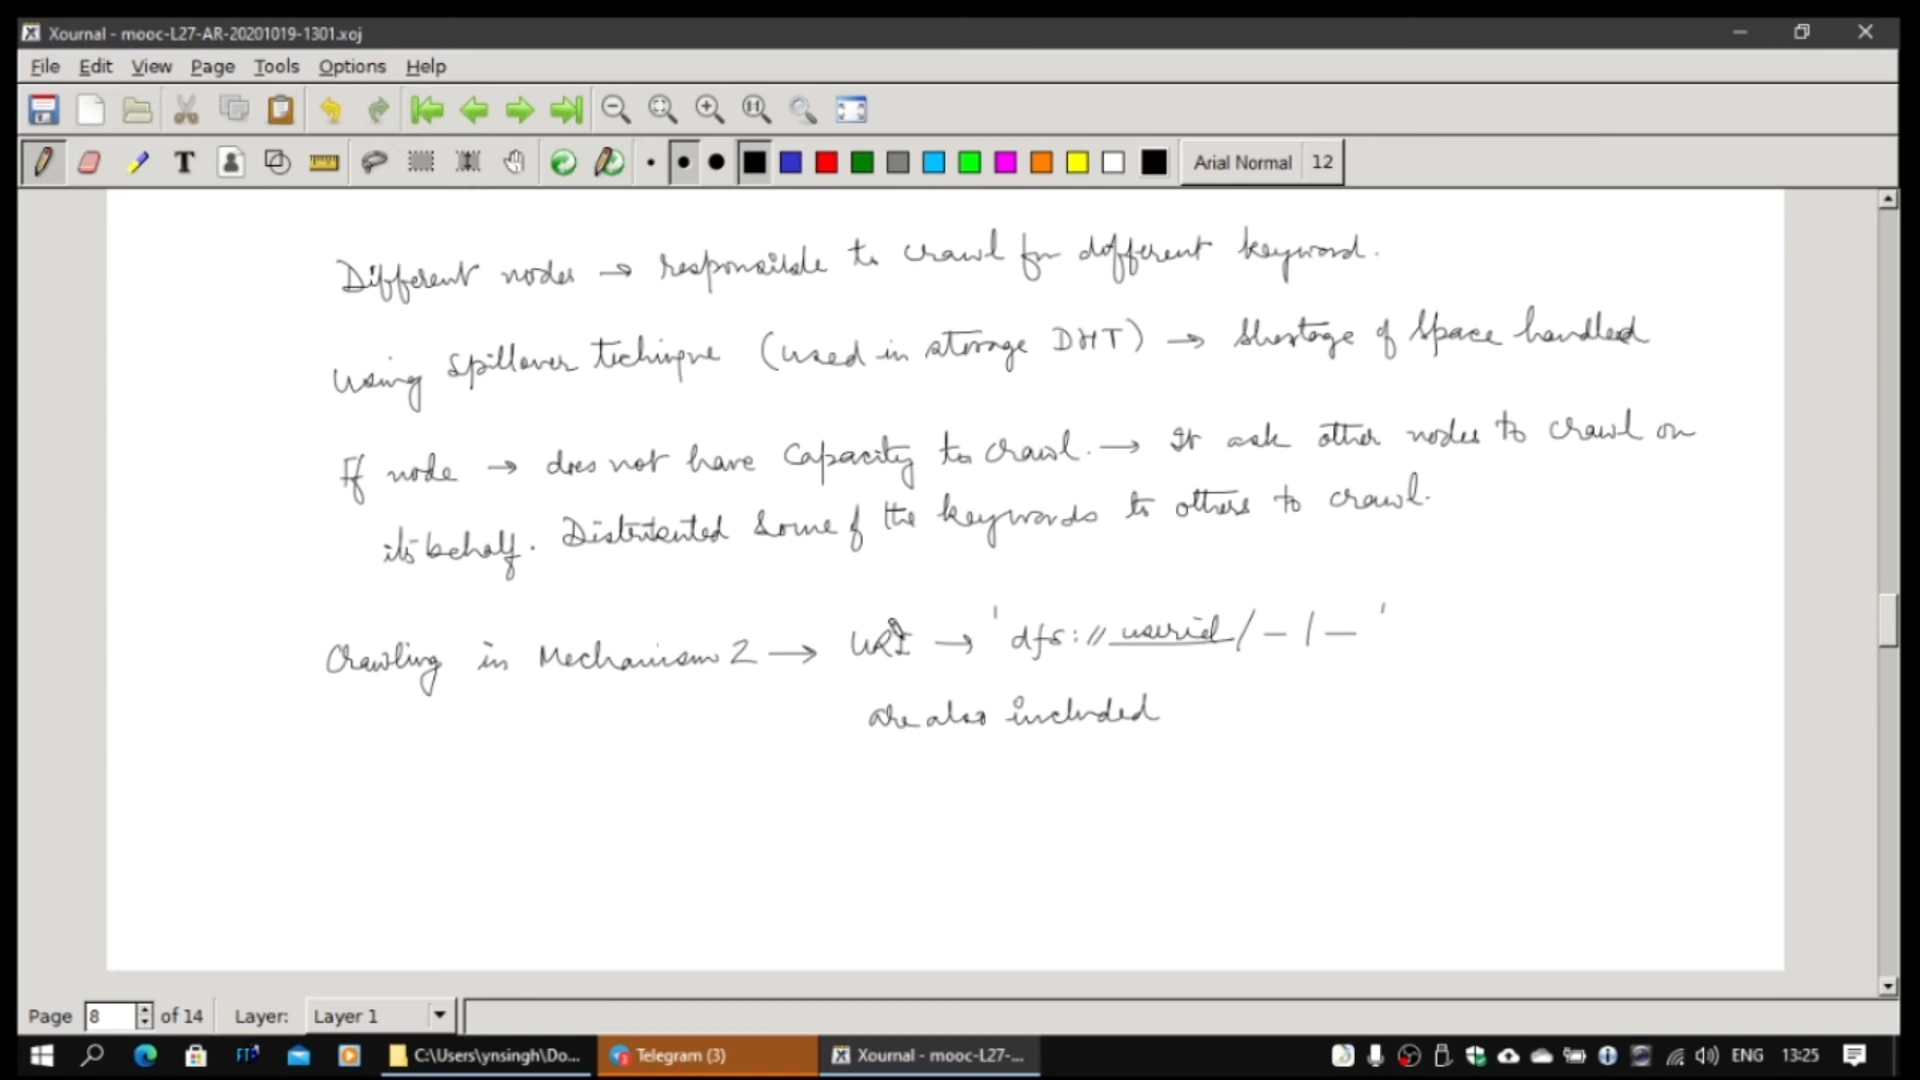 Xournal - mooc-L27-AR-20201019-1301.xoj
File Edit View Page Tools Options Help
Arial Normal 12
Different nodes → responsible to crawl for different keyword.
Using spillover techinque (used in storage DHT) → Shortage of space handled
If node → does not have capacity to crawl. → It ask other nodes to crawl on
its behalf. Distributed some of the keywords to others to crawl.
Crawling in Mechanism 2 → URI → 'dfs://userid/–/–'
are also included
Page 8 of 14 Layer: Layer 1
C:\Users\ynsingh\Do... Telegram (3) Xournal - mooc-L27-... ENG 13:25